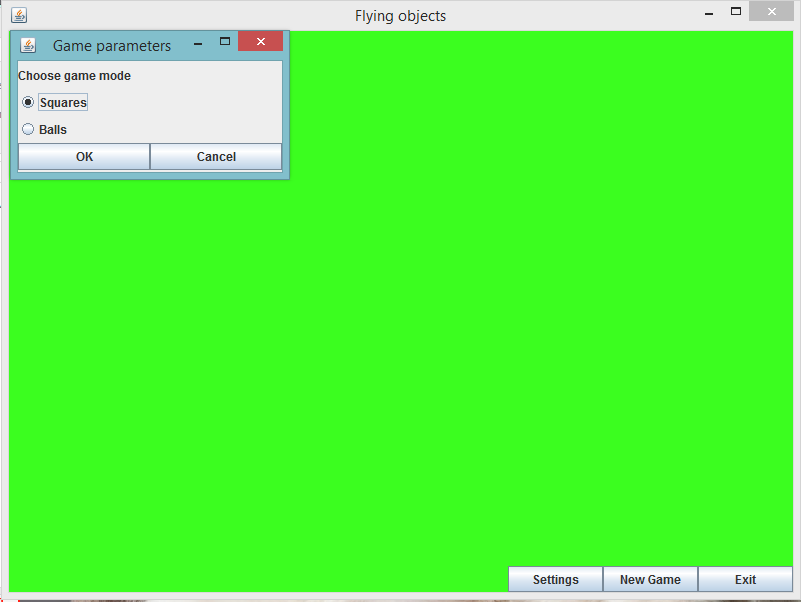 Flying objects
Game parameters
Choose game mode
Squares
Balls
OK Cancel
Settings New Game Exit